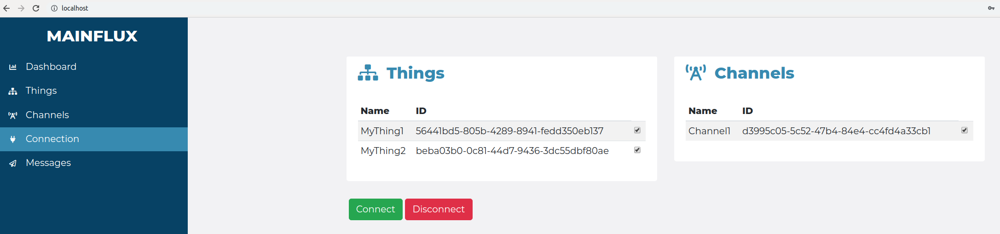 localhost
MAINFLUX
Dashboard
Things
Channels
Connection
Messages
Things
Name ID
MyThing1 56441bd5-805b-4289-8941-fedd350eb137
MyThing2 beba03b0-0c81-44d7-9436-3dc55dbf80ae
Channels
Name ID
Channel1 d3995c05-5c52-47b4-84e4-cc4fd4a33cb1
Connect Disconnect